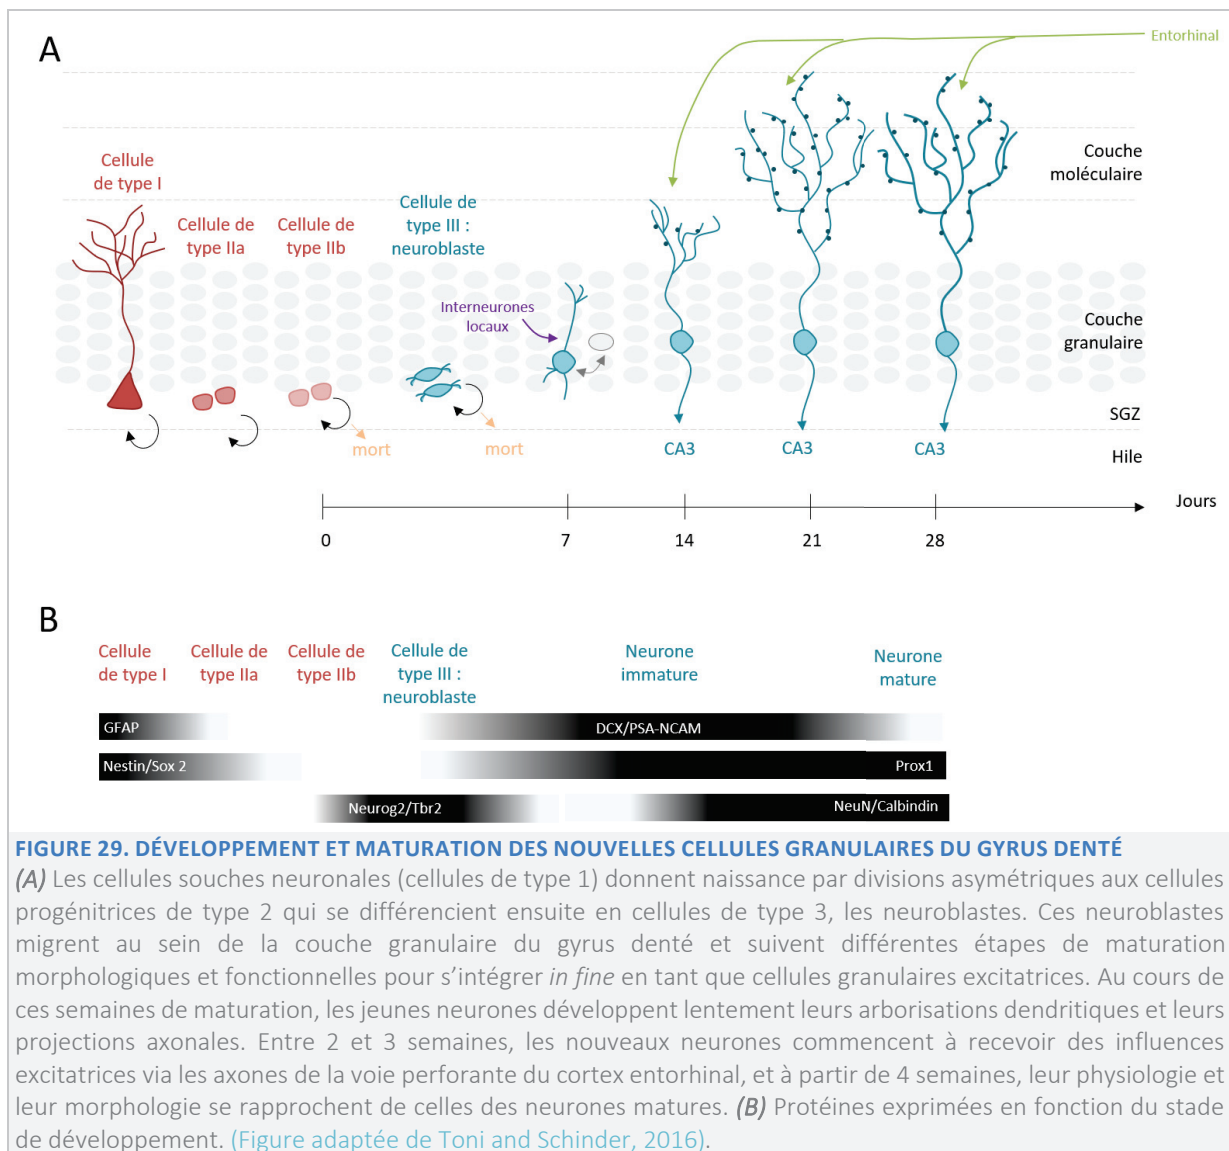 A
Entorhinal
Cellule
de type I
Cellule de
type IIa
Cellule de
type IIb
Cellule de
type III :
neuroblaste
Couche
moléculaire
Interneurones
locaux
Couche
granulaire
SGZ
mort
mort
CA3
CA3
CA3
Hile
Jours
0
7
14
21
28
B
Cellule
de type I
Cellule de
type IIa
Cellule de
type IIb
Cellule de
type III :
neuroblaste
Neurone
immature
Neurone
mature
GFAP
DCX/PSA-NCAM
Nestin/Sox 2
Prox1
Neurog2/Tbr2
NeuN/Calbindin
FIGURE 29. DÉVELOPPEMENT ET MATURATION DES NOUVELLES CELLULES GRANULAIRES DU GYRUS DENTÉ
(A) Les cellules souches neuronales (cellules de type 1) donnent naissance par divisions asymétriques aux cellules
progénitrices de type 2 qui se différencient ensuite en cellules de type 3, les neuroblastes. Ces neuroblastes
migrent au sein de la couche granulaire du gyrus denté et suivent différentes étapes de maturation
morphologiques et fonctionnelles pour s’intégrer in fine en tant que cellules granulaires excitatrices. Au cours de
ces semaines de maturation, les jeunes neurones développent lentement leurs arborisations dendritiques et leurs
projections axonales. Entre 2 et 3 semaines, les nouveaux neurones commencent à recevoir des influences
excitatrices via les axones de la voie perforante du cortex entorhinal, et à partir de 4 semaines, leur physiologie et
leur morphologie se rapprochent de celles des neurones matures. (B) Protéines exprimées en fonction du stade
de développement. (Figure adaptée de Toni and Schinder, 2016).